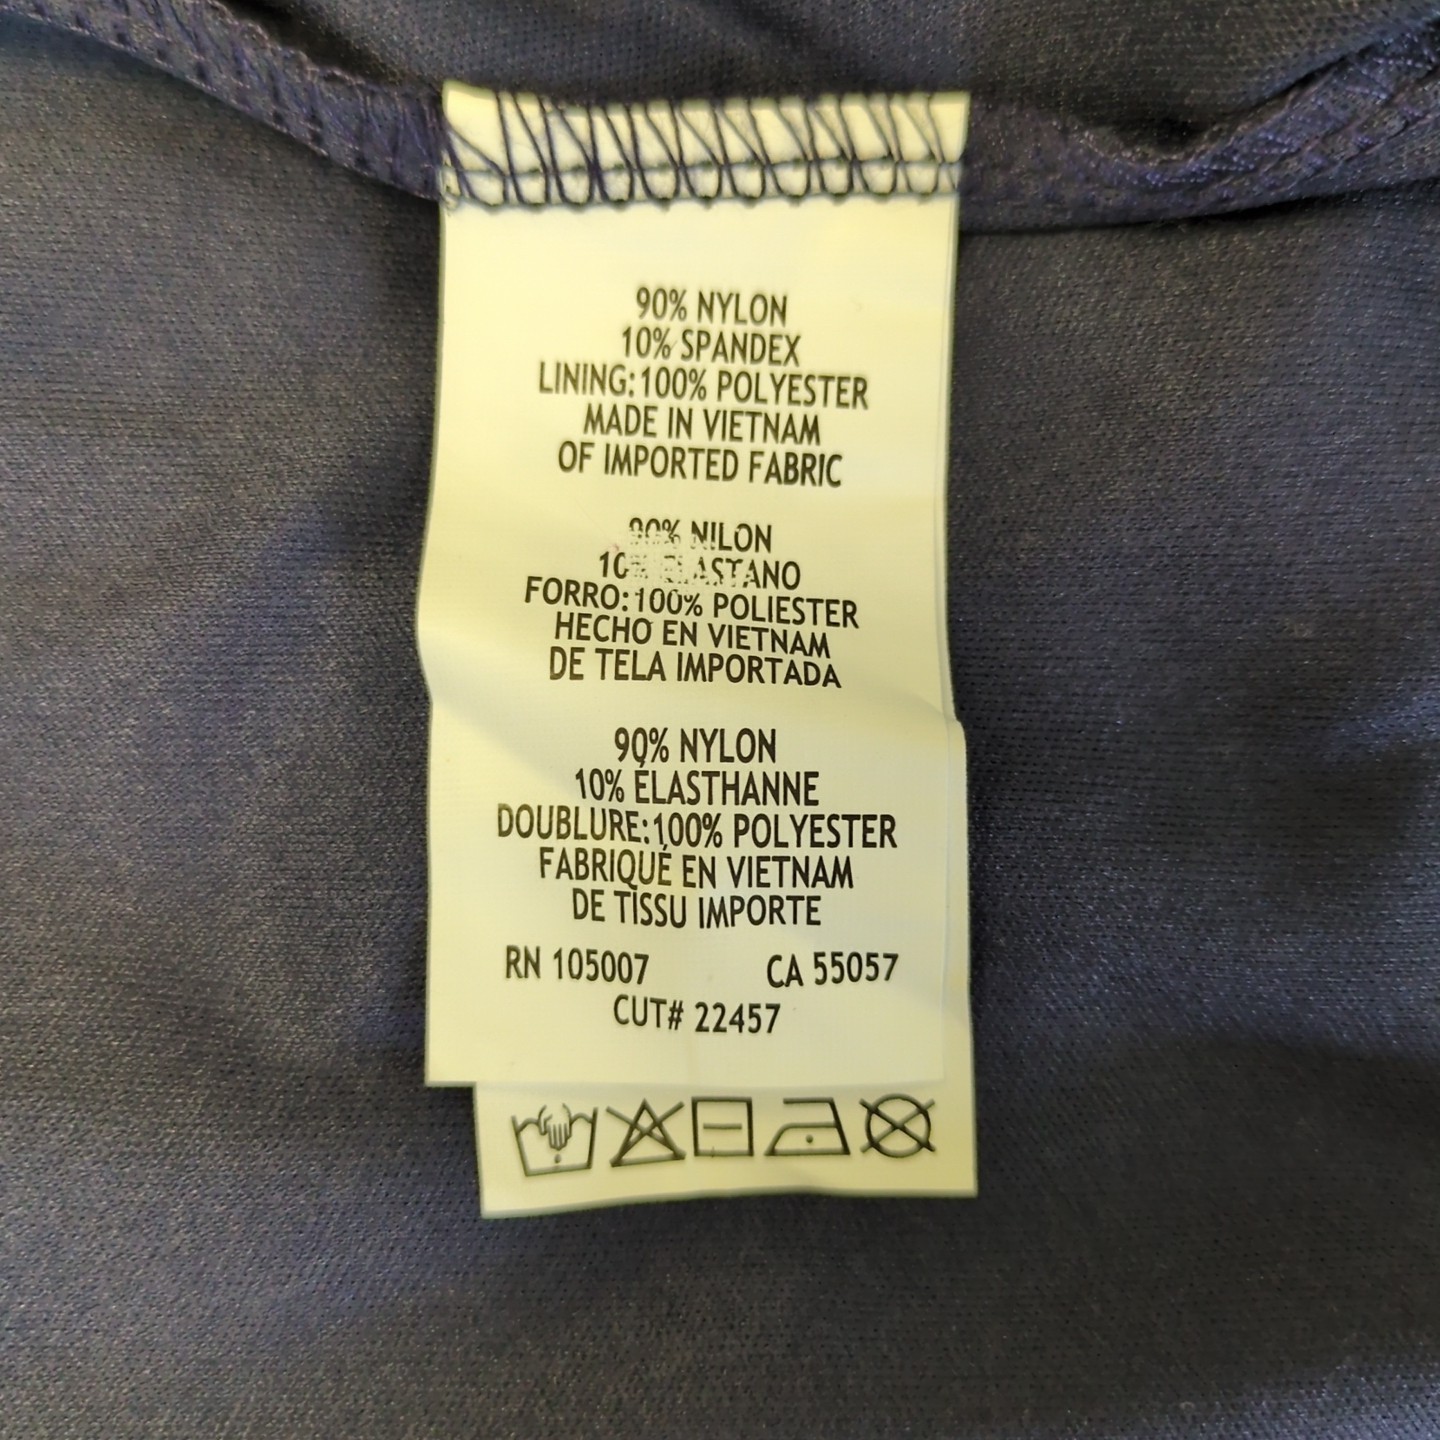 90% NYLON
10% SPANDEX
LINING:100% POLYESTER
MADE IN VIETNAM
OF IMPORTED FABRIC
90% NILON
10% ELASTANO
FORRO:100% POLIESTER
HECHO EN VIETNAM
DE TELA IMPORTADA
90% NYLON
10% ÉLASTHANNE
DOUBLURE:100% POLYESTER
FABRIQUÉ EN VIETNAM
DE TISSU IMPORTE
RN 105007 CA 55057
CUT# 22457